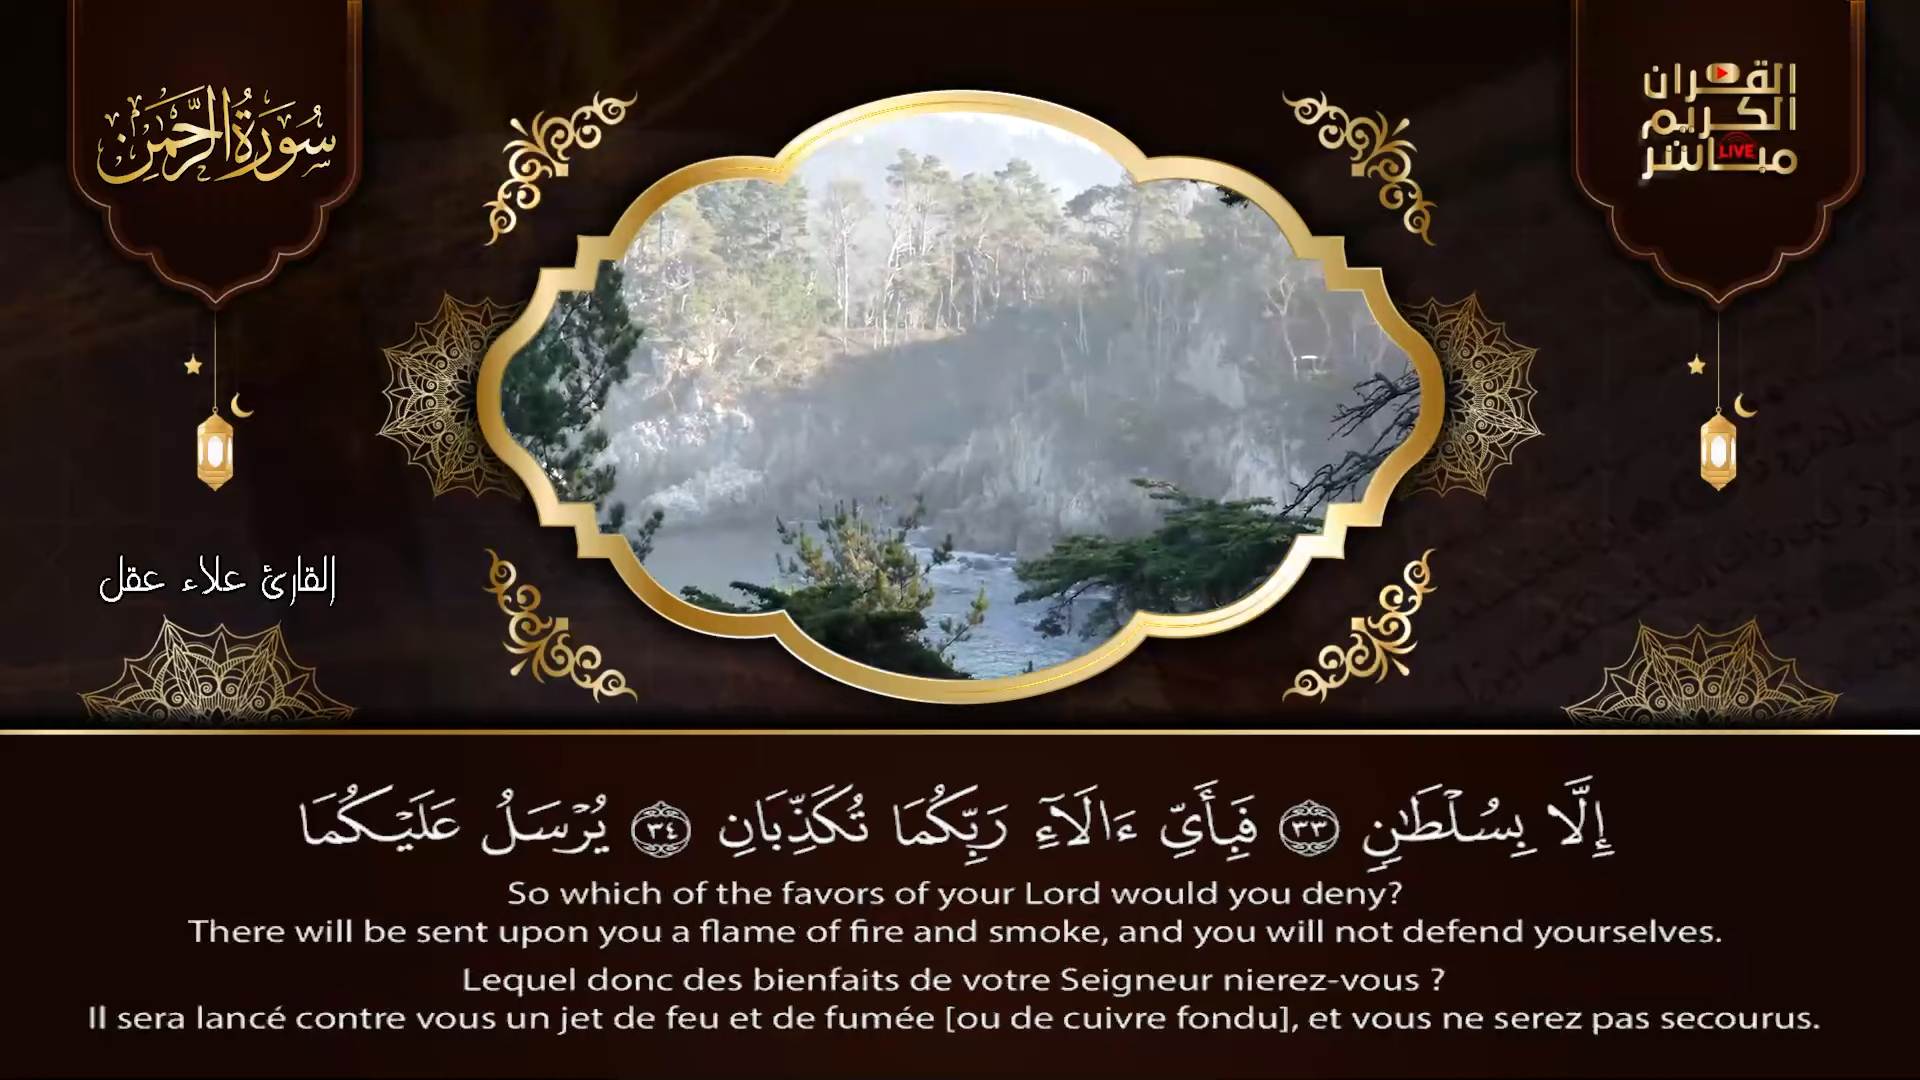 سُورَةُ الرَّحْمَن
القرآن
الكريم
مباشر
LIVE
القارئ علاء عقل
إِلَّا بِسُلْطَٰنٍ ٣٣ فَبِأَيِّ ءَالَآءِ رَبِّكُمَا تُكَذِّبَانِ ٣٤ يُرْسَلُ عَلَيْكُمَا
So which of the favors of your Lord would you deny?
There will be sent upon you a flame of fire and smoke, and you will not defend yourselves.
Lequel donc des bienfaits de votre Seigneur nierez-vous ?
Il sera lancé contre vous un jet de feu et de fumée [ou de cuivre fondu], et vous ne serez pas secourus.